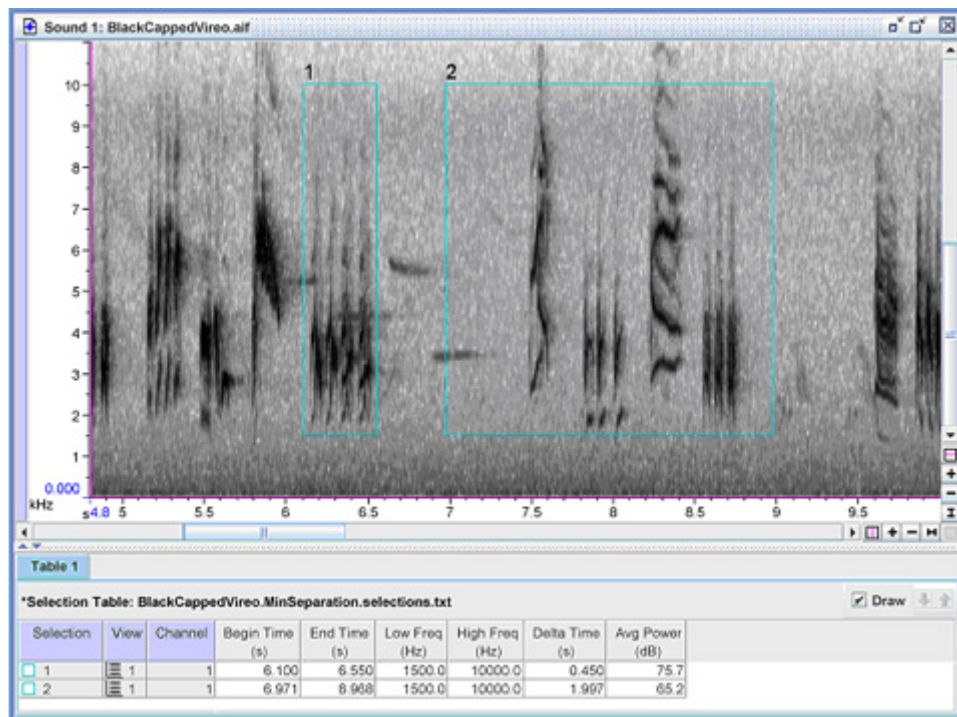 Sound 1: BlackCappedVireo.aif
1 2
10
9
8
7
6
5
4
3
2
1
0.000
kHz
s4.8 5 5.5 6 6.5 7 7.5 8 8.5 9 9.5
Table 1
*Selection Table: BlackCappedVireo.MinSeparation.selections.txt Draw
Selection View Channel Begin Time (s) End Time (s) Low Freq (Hz) High Freq (Hz) Delta Time (s) Avg Power (dB)
1 1 1 6.100 6.550 1500.0 10000.0 0.450 75.7
2 1 1 6.971 8.968 1500.0 10000.0 1.997 65.2